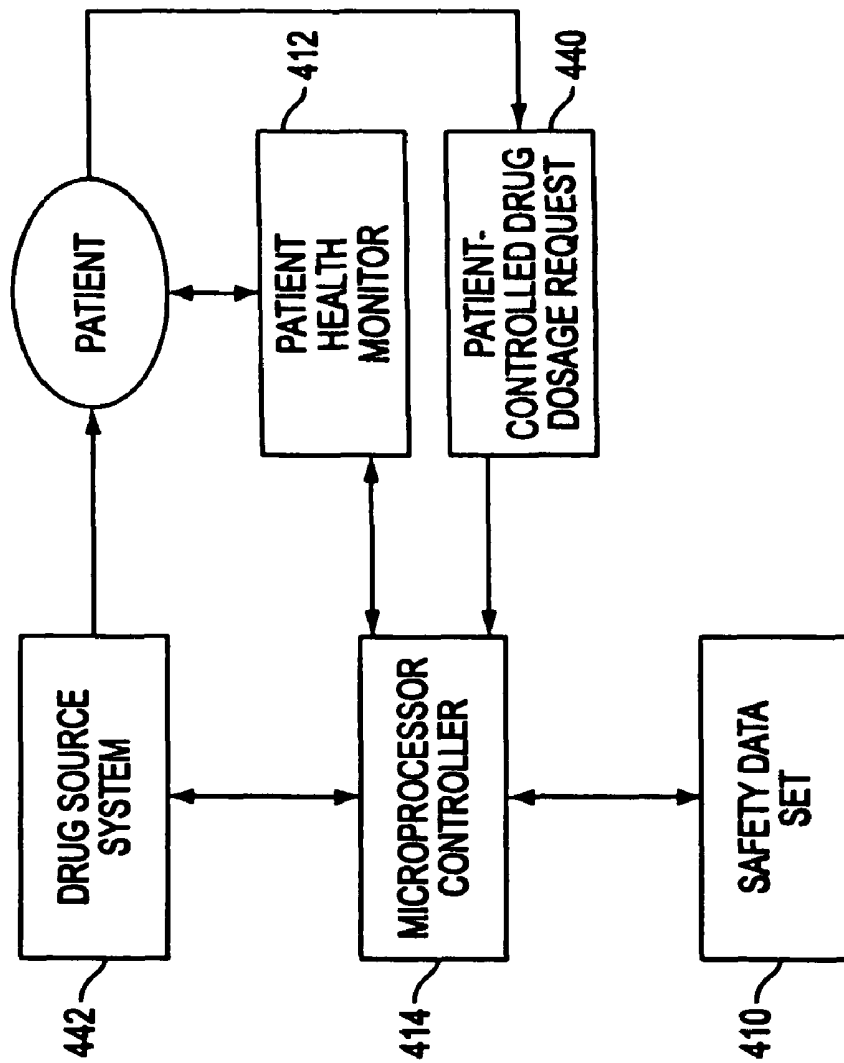 PATIENT
412
PATIENT
HEALTH
MONITOR
440
PATIENT-
CONTROLLED DRUG
DOSAGE REQUEST
DRUG SOURCE
SYSTEM
442
MICROPROCESSOR
CONTROLLER
414
SAFETY DATA
SET
410